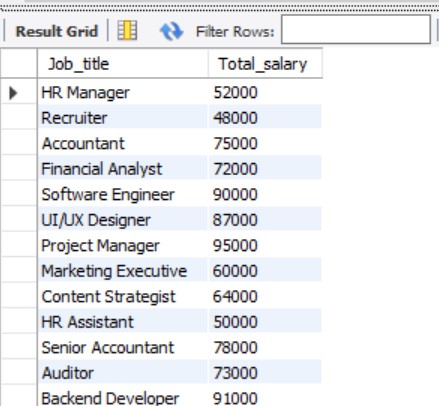 Result Grid Filter Rows:
Job_title Total_salary
HR Manager 52000
Recruiter 48000
Accountant 75000
Financial Analyst 72000
Software Engineer 90000
UI/UX Designer 87000
Project Manager 95000
Marketing Executive 60000
Content Strategist 64000
HR Assistant 50000
Senior Accountant 78000
Auditor 73000
Backend Developer 91000